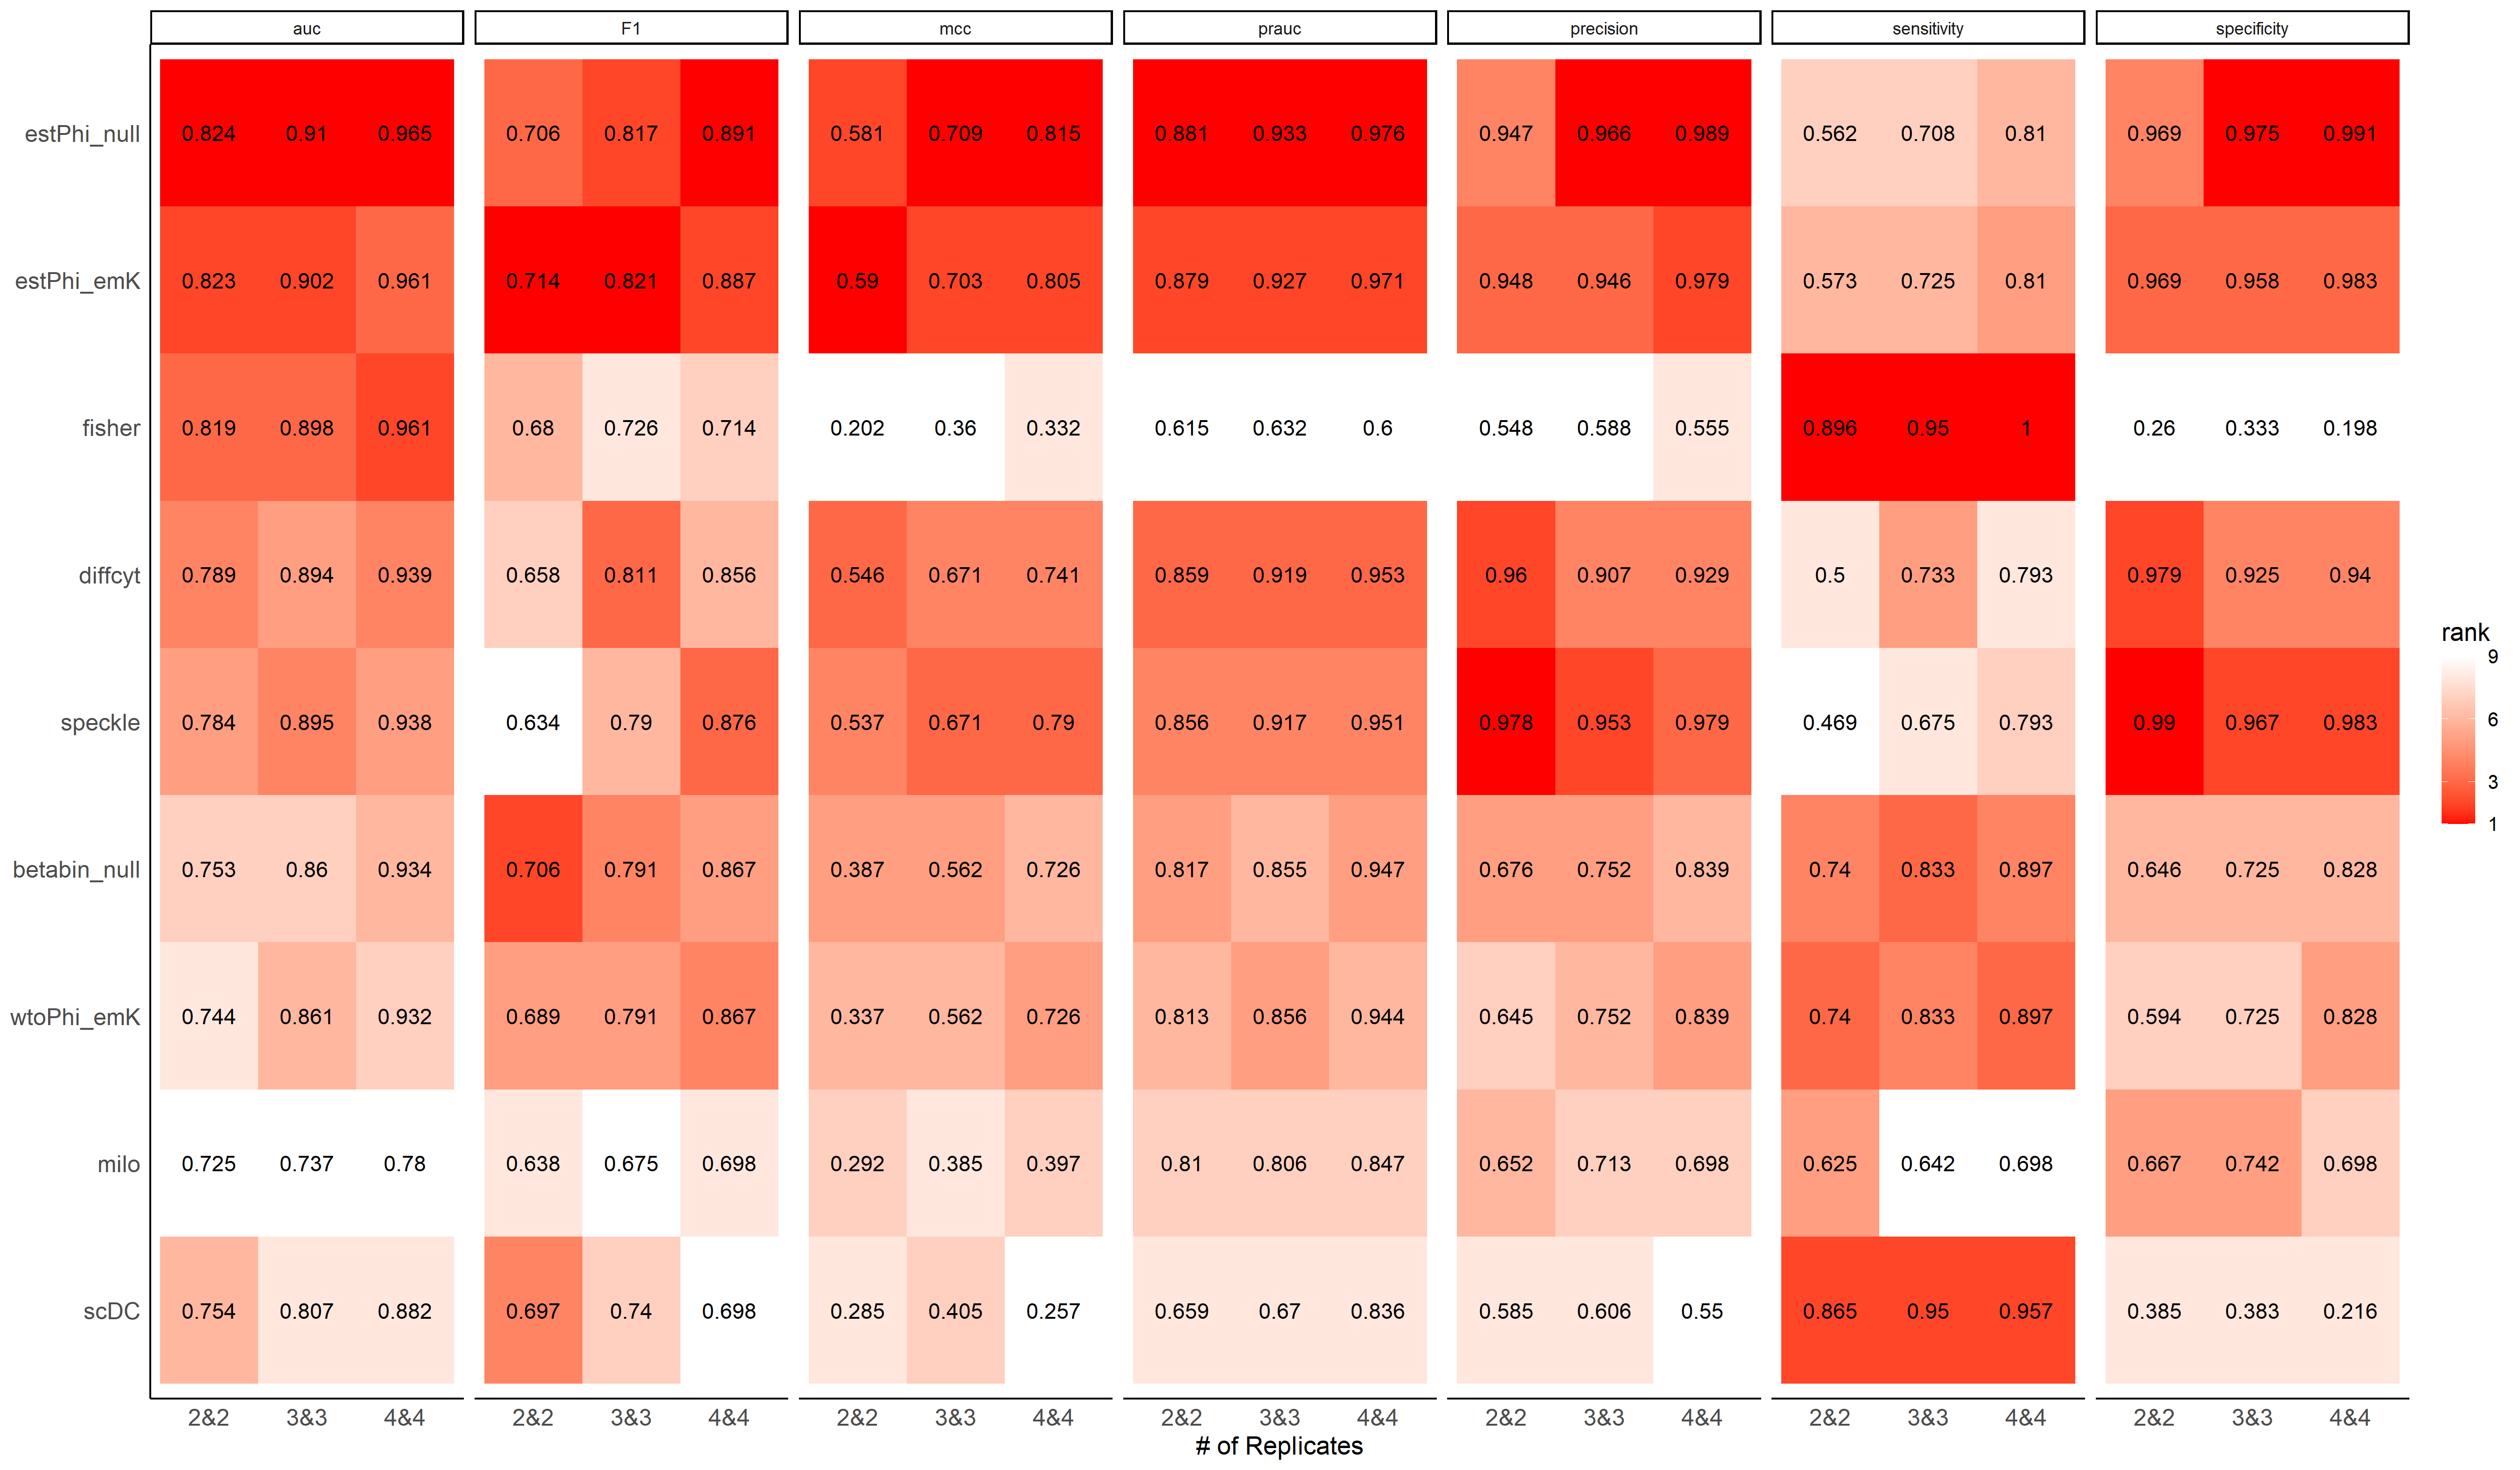 auc F1 mcc prauc precision sensitivity specificity
estPhi_null 0.824 0.91 0.965 0.706 0.817 0.891 0.581 0.709 0.815 0.881 0.933 0.976 0.947 0.966 0.989 0.562 0.708 0.81 0.969 0.975 0.991
estPhi_emK 0.823 0.902 0.961 0.714 0.821 0.887 0.59 0.703 0.805 0.879 0.927 0.971 0.948 0.946 0.979 0.573 0.725 0.81 0.969 0.958 0.983
fisher 0.819 0.898 0.961 0.68 0.726 0.714 0.202 0.36 0.332 0.615 0.632 0.6 0.548 0.588 0.555 0.896 0.95 1 0.26 0.333 0.198
diffcyt 0.789 0.894 0.939 0.658 0.811 0.856 0.546 0.671 0.741 0.859 0.919 0.953 0.96 0.907 0.929 0.5 0.733 0.793 0.979 0.925 0.94
speckle 0.784 0.895 0.938 0.634 0.79 0.876 0.537 0.671 0.79 0.856 0.917 0.951 0.978 0.953 0.979 0.469 0.675 0.793 0.99 0.967 0.983
betabin_null 0.753 0.86 0.934 0.706 0.791 0.867 0.387 0.562 0.726 0.817 0.855 0.947 0.676 0.752 0.839 0.74 0.833 0.897 0.646 0.725 0.828
wtoPhi_emK 0.744 0.861 0.932 0.689 0.791 0.867 0.337 0.562 0.726 0.813 0.856 0.944 0.645 0.752 0.839 0.74 0.833 0.897 0.594 0.725 0.828
milo 0.725 0.737 0.78 0.638 0.675 0.698 0.292 0.385 0.397 0.81 0.806 0.847 0.652 0.713 0.698 0.625 0.642 0.698 0.667 0.742 0.698
scDC 0.754 0.807 0.882 0.697 0.74 0.698 0.285 0.405 0.257 0.659 0.67 0.836 0.585 0.606 0.55 0.865 0.95 0.957 0.385 0.383 0.216
2&2 3&3 4&4 2&2 3&3 4&4 2&2 3&3 4&4 2&2 3&3 4&4 2&2 3&3 4&4 2&2 3&3 4&4 2&2 3&3 4&4
# of Replicates
rank
9
6
3
1